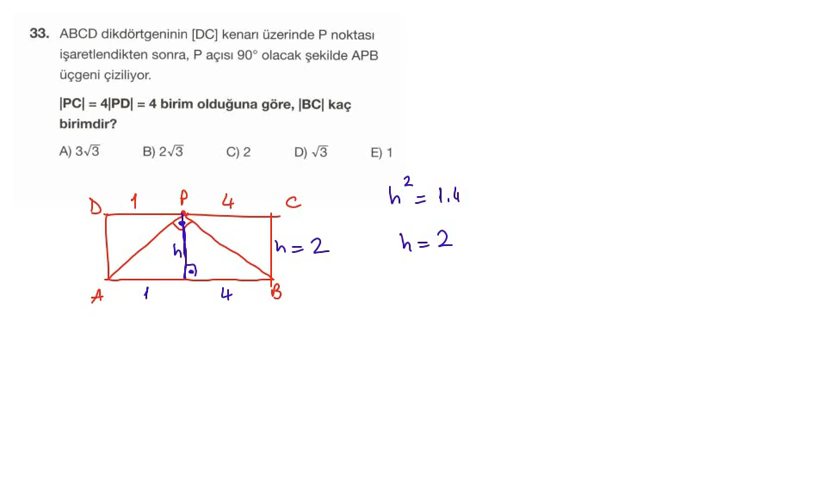 33. ABCD dikdörtgeninin [DC] kenarı üzerinde P noktası
işaretlendikten sonra, P açısı 90° olacak şekilde APB
üçgeni çiziliyor.
|PC| = 4|PD| = 4 birim olduğuna göre, |BC| kaç
birimdir?
A) 3√3 B) 2√3 C) 2 D) √3 E) 1
D 1 P 4 C
h² = 1.4
h h = 2
h = 2
A 1 4 B